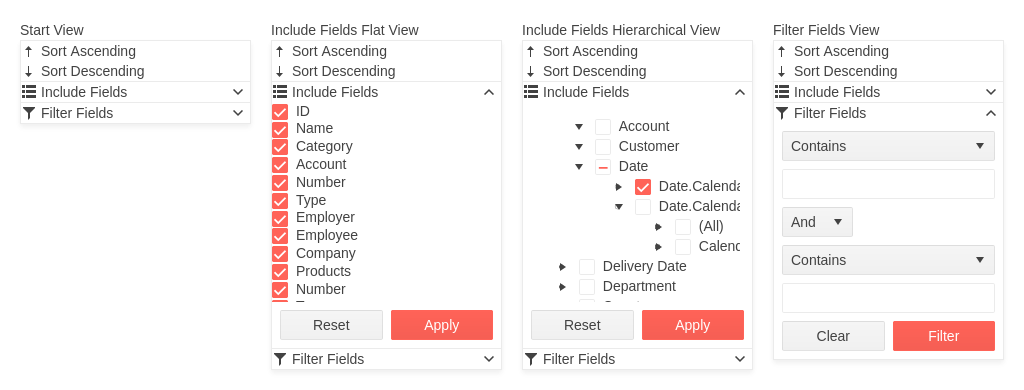 Start View
Sort Ascending
Sort Descending
Include Fields
Filter Fields
Include Fields Flat View
Sort Ascending
Sort Descending
Include Fields
ID
Name
Category
Account
Number
Type
Employer
Employee
Company
Products
Number
Reset
Apply
Filter Fields
Include Fields Hierarchical View
Sort Ascending
Sort Descending
Include Fields
Account
Customer
Date
Date.Calenda
Date.Calenda
(All)
Calend
Delivery Date
Department
Reset
Apply
Filter Fields
Filter Fields View
Sort Ascending
Sort Descending
Include Fields
Filter Fields
Contains
And
Contains
Clear
Filter